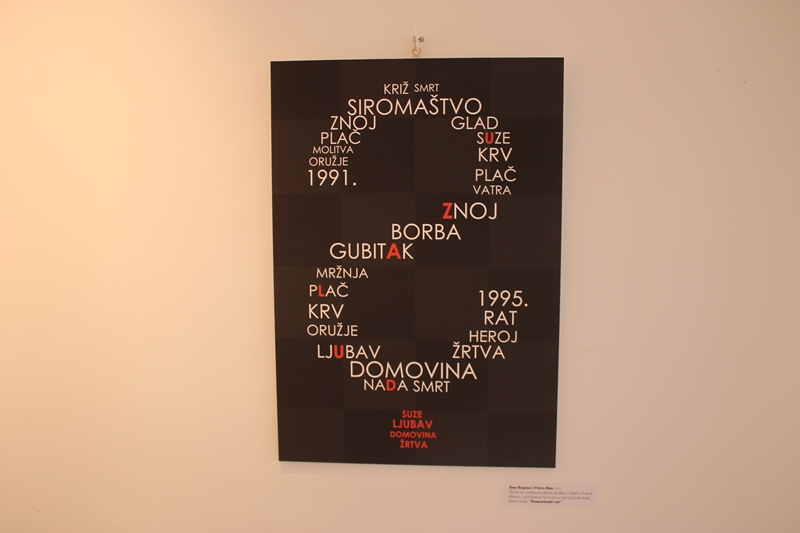 KRIŽ SMRT
SIROMAŠTVO
ZNOJ GLAD
PLAČ SUZE
MOLITVA KRV
ORUŽJE PLAČ
1991. VATRA
ZNOJ
BORBA
GUBITAK
MRŽNJA
PLAČ 1995.
KRV RAT
ORUŽJE HEROJ
LJUBAV ŽRTVA
DOMOVINA
NADA SMRT
SUZE
LJUBAV
DOMOVINA
ŽRTVA